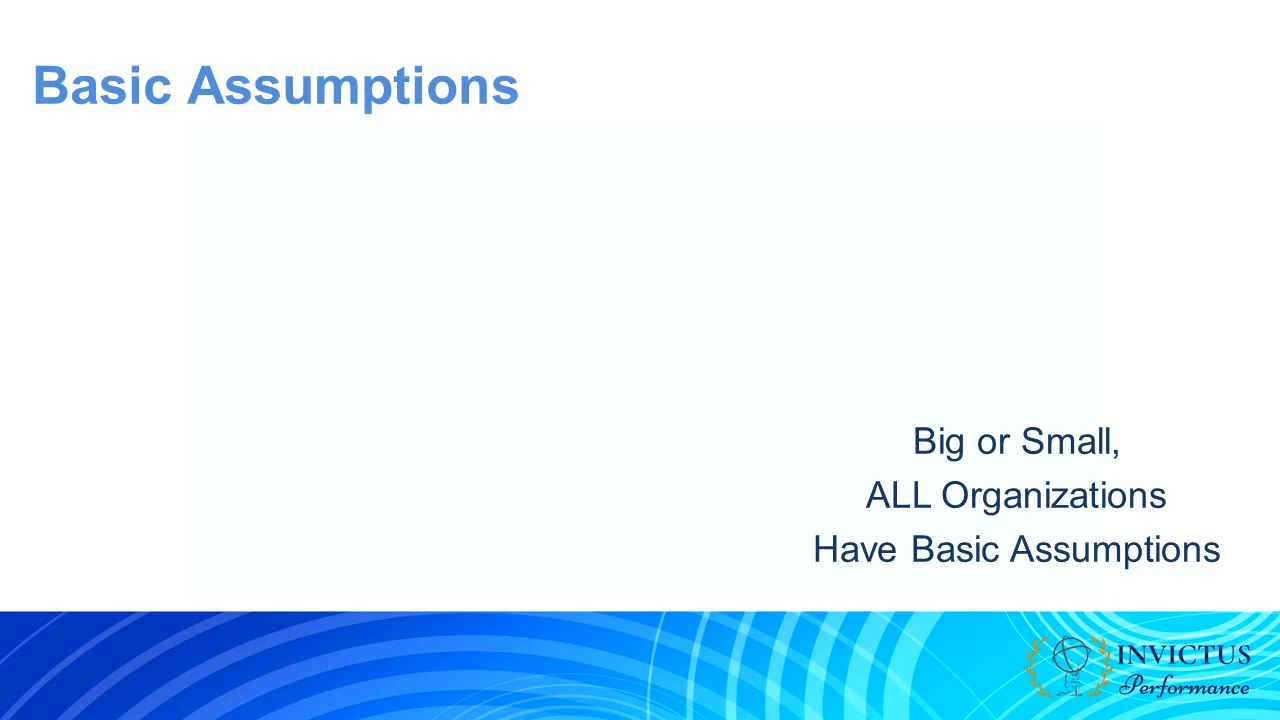 Basic Assumptions
Big or Small,
ALL Organizations
Have Basic Assumptions
INVICTUS
Performance